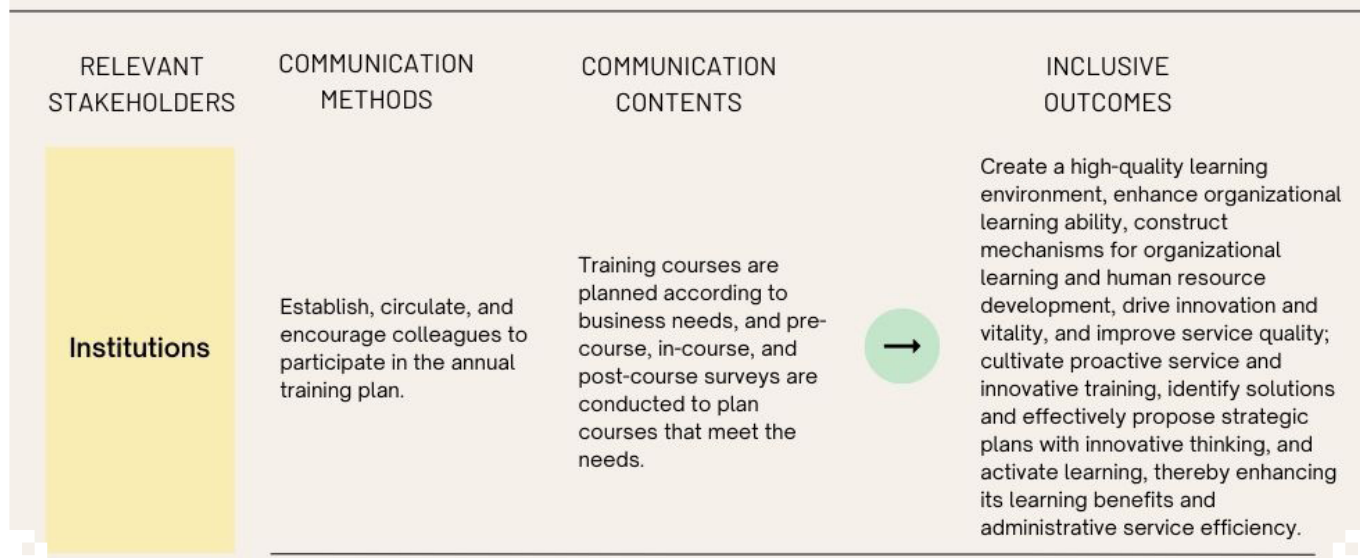 RELEVANT
STAKEHOLDERS
COMMUNICATION
METHODS
COMMUNICATION
CONTENTS
INCLUSIVE
OUTCOMES
Institutions
Establish, circulate, and
encourage colleagues to
participate in the annual
training plan.
Training courses are
planned according to
business needs, and pre-
course, in-course, and
post-course surveys are
conducted to plan
courses that meet the
needs.
Create a high-quality learning
environment, enhance organizational
learning ability, construct
mechanisms for organizational
learning and human resource
development, drive innovation and
vitality, and improve service quality;
cultivate proactive service and
innovative training, identify solutions
and effectively propose strategic
plans with innovative thinking, and
activate learning, thereby enhancing
its learning benefits and
administrative service efficiency.